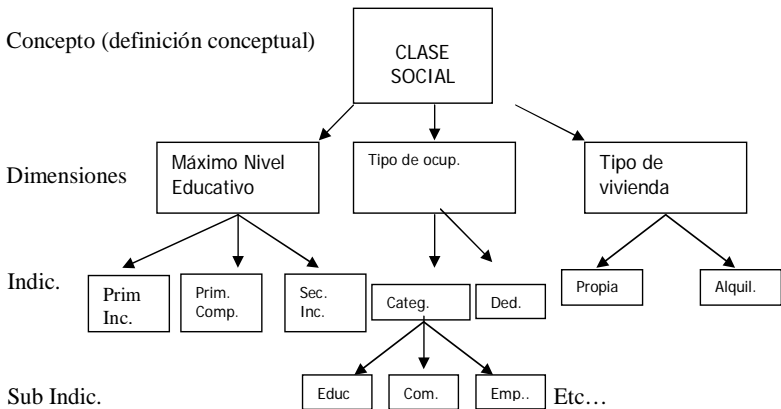 Concepto (definición conceptual)
CLASE
SOCIAL
Dimensiones
Máximo Nivel
Educativo
Tipo de ocup.
Tipo de
vivienda
Indic.
Prim
Inc.
Prim.
Comp.
Sec.
Inc.
Categ.
Ded.
Propia
Alquil.
Sub Indic.
Educ
Com.
Emp..
Etc…